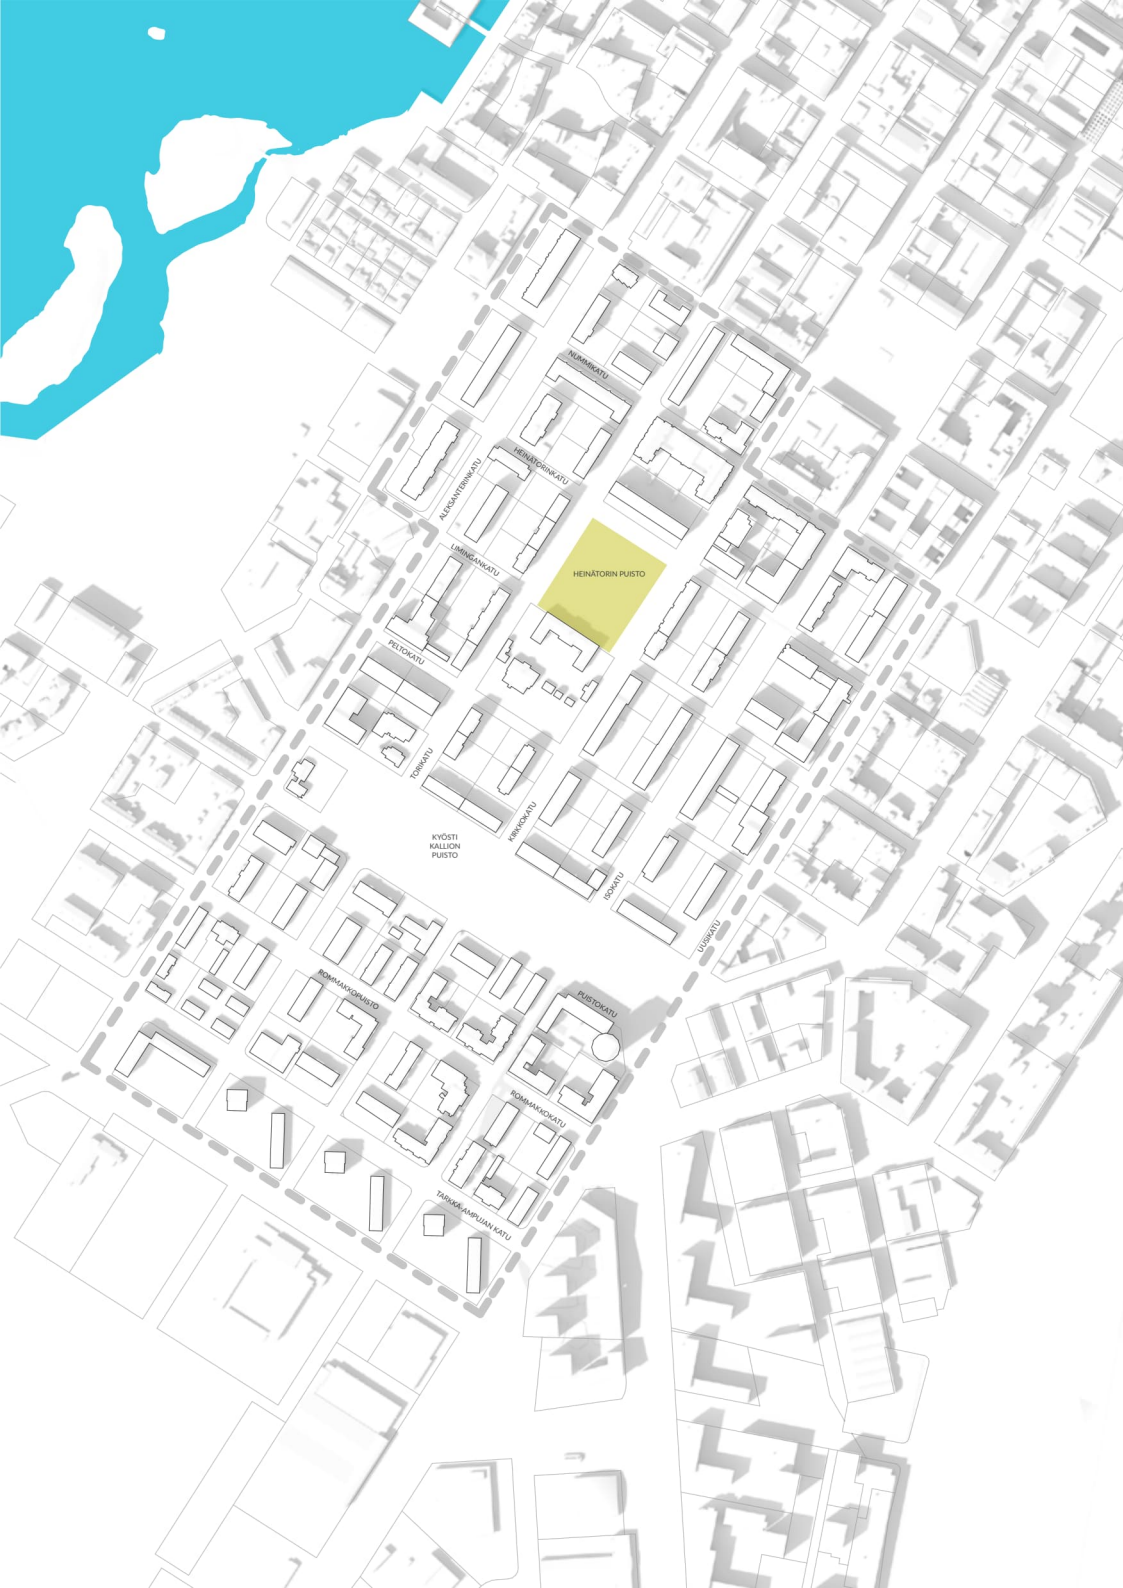 NUMMIKATU
HEINÄTORINKATU
ALEKSANTERINKATU
LIMINGANKATU
HEINÄTORIN PUISTO
PELTOKATU
TORIKATU
KIRKKOKATU
KYÖSTI
KALLION
PUISTO
ISOKATU
UUSIKATU
ROMMAKKOPUISTO
PUISTOKATU
ROMMAKKOKATU
TARKK'AMPUJAN KATU